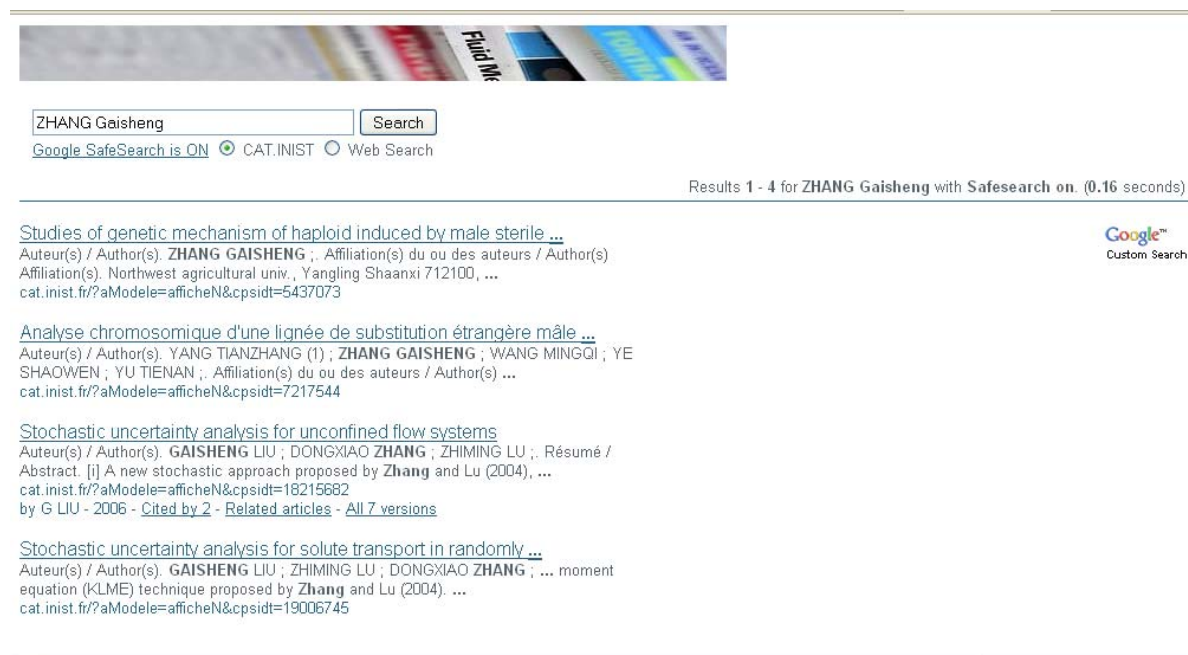 Fluid Me
FORTRA
ZHANG Gaisheng
Search
Google SafeSearch is ON CAT.INIST Web Search
Results 1 - 4 for ZHANG Gaisheng with Safesearch on. (0.16 seconds)
Studies of genetic mechanism of haploid induced by male sterile ...
Auteur(s) / Author(s). ZHANG GAISHENG ;. Affiliation(s) du ou des auteurs / Author(s)
Affiliation(s). Northwest agricultural univ., Yangling Shaanxi 712100, ...
cat.inist.fr/?aModele=afficheN&cpsidt=5437073
Google™
Custom Search
Analyse chromosomique d'une lignée de substitution étrangère mâle ...
Auteur(s) / Author(s). YANG TIANZHANG (1) ; ZHANG GAISHENG ; WANG MINGQI ; YE
SHAOWEN ; YU TIENAN ;. Affiliation(s) du ou des auteurs / Author(s) ...
cat.inist.fr/?aModele=afficheN&cpsidt=7217544
Stochastic uncertainty analysis for unconfined flow systems
Auteur(s) / Author(s). GAISHENG LIU ; DONGXIAO ZHANG ; ZHIMING LU ;. Résumé /
Abstract. [i] A new stochastic approach proposed by Zhang and Lu (2004), ...
cat.inist.fr/?aModele=afficheN&cpsidt=18215682
by G LIU - 2006 - Cited by 2 - Related articles - All 7 versions
Stochastic uncertainty analysis for solute transport in randomly ...
Auteur(s) / Author(s). GAISHENG LIU ; ZHIMING LU ; DONGXIAO ZHANG ; ... moment
equation (KLME) technique proposed by Zhang and Lu (2004). ...
cat.inist.fr/?aModele=afficheN&cpsidt=19006745